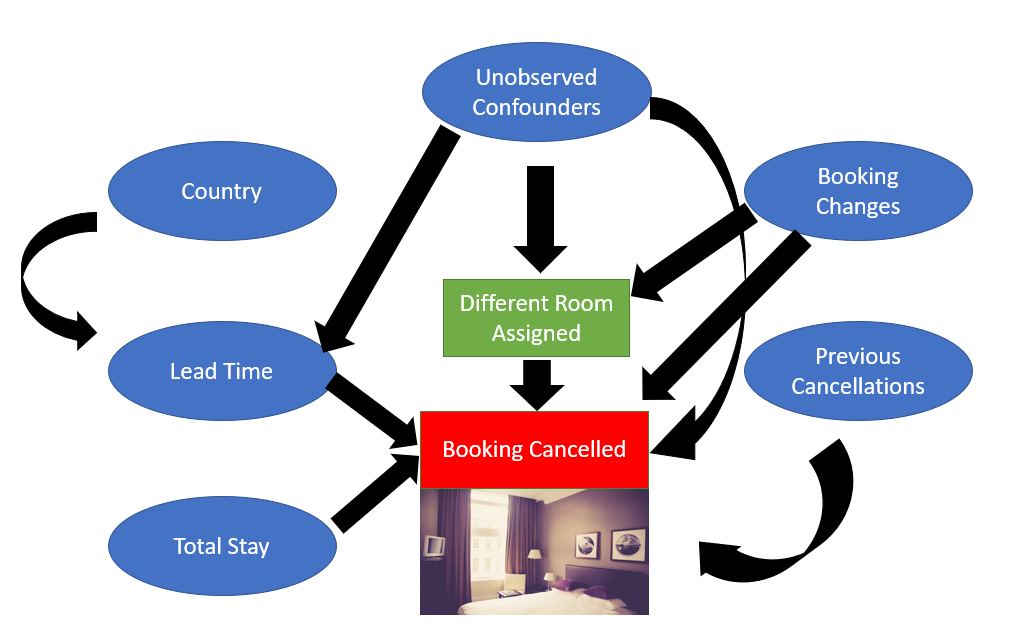 Unobserved
Confounders
Country
Booking
Changes
Different Room
Assigned
Lead Time
Previous
Cancellations
Booking Cancelled
Total Stay